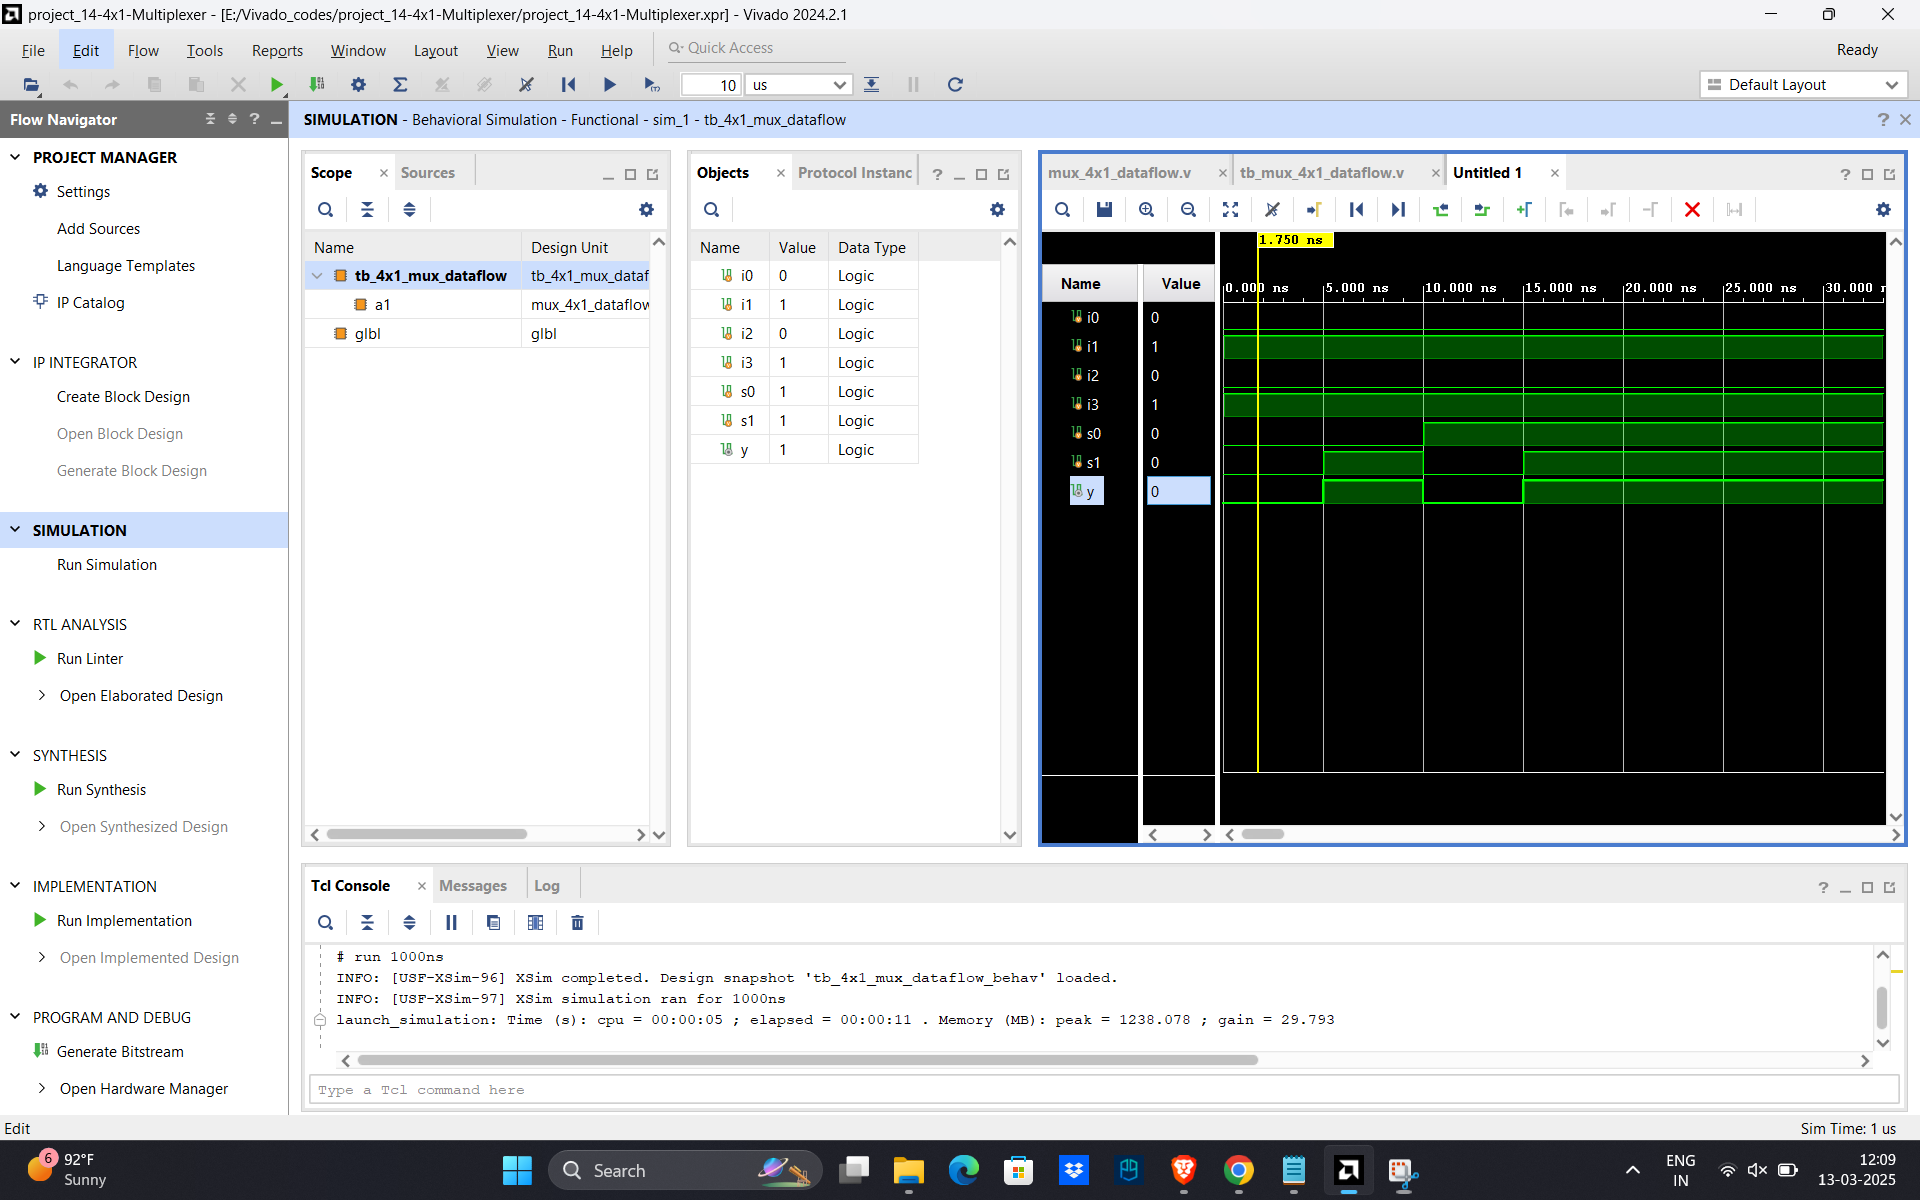 project_14-4x1-Multiplexer - [E:/Vivado_codes/project_14-4x1-Multiplexer/project_14-4x1-Multiplexer.xpr] - Vivado 2024.2.1
File Edit Flow Tools Reports Window Layout View Run Help Quick Access Ready
10 us Default Layout
Flow Navigator
SIMULATION - Behavioral Simulation - Functional - sim_1 - tb_4x1_mux_dataflow
PROJECT MANAGER
Settings
Add Sources
Language Templates
IP Catalog
IP INTEGRATOR
Create Block Design
Open Block Design
Generate Block Design
SIMULATION
Run Simulation
RTL ANALYSIS
Run Linter
Open Elaborated Design
SYNTHESIS
Run Synthesis
Open Synthesized Design
IMPLEMENTATION
Run Implementation
Open Implemented Design
PROGRAM AND DEBUG
Generate Bitstream
Open Hardware Manager
Scope Sources
Name Design Unit
tb_4x1_mux_dataflow tb_4x1_mux_dataf
a1 mux_4x1_dataflow
glbl glbl
Objects Protocol Instanc
Name Value Data Type
i0 0 Logic
i1 1 Logic
i2 0 Logic
i3 1 Logic
s0 1 Logic
s1 1 Logic
y 1 Logic
mux_4x1_dataflow.v tb_mux_4x1_dataflow.v Untitled 1
1.750 ns
Name Value
0.000 ns 5.000 ns 10.000 ns 15.000 ns 20.000 ns 25.000 ns 30.000
i0 0
i1 1
i2 0
i3 1
s0 0
s1 0
y 0
Tcl Console Messages Log
# run 1000ns
INFO: [USF-XSim-96] XSim completed. Design snapshot 'tb_4x1_mux_dataflow_behav' loaded.
INFO: [USF-XSim-97] XSim simulation ran for 1000ns
launch_simulation: Time (s): cpu = 00:00:05 ; elapsed = 00:00:11 . Memory (MB): peak = 1238.078 ; gain = 29.793
Type a Tcl command here
Edit Sim Time: 1 us
6
92°F
Sunny
Search
ENG
IN
12:09
13-03-2025